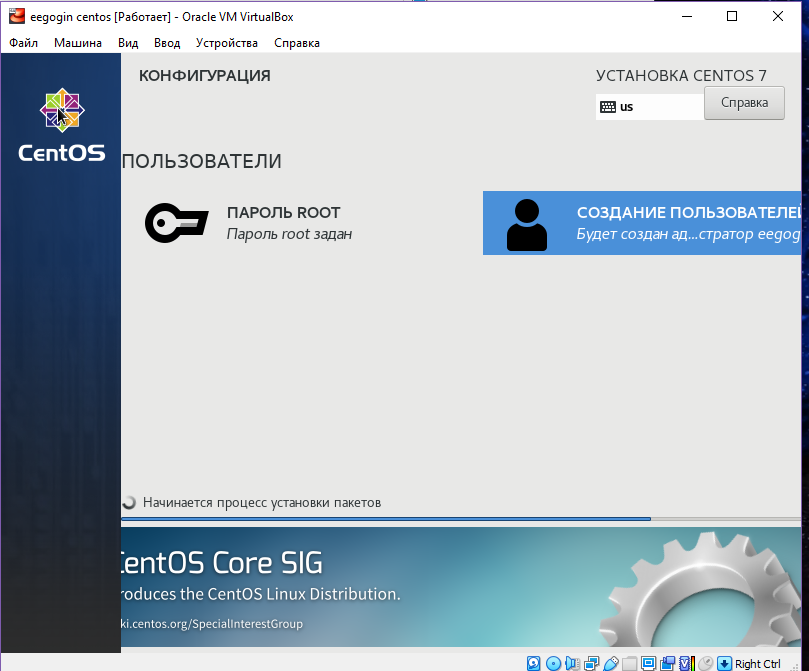 eegogin centos [Работает] - Oracle VM VirtualBox
Файл Машина Вид Ввод Устройства Справка
КОНФИГУРАЦИЯ
УСТАНОВКА CENTOS 7
us
Справка
CentOS
ПОЛЬЗОВАТЕЛИ
ПАРОЛЬ ROOT
Пароль root задан
СОЗДАНИЕ ПОЛЬЗОВАТЕЛЕЙ
Будет создан ад...стратор eegog
Начинается процесс установки пакетов
CentOS Core SIG
roduces the CentOS Linux Distribution.
ki.centos.org/SpecialInterestGroup
Right Ctrl